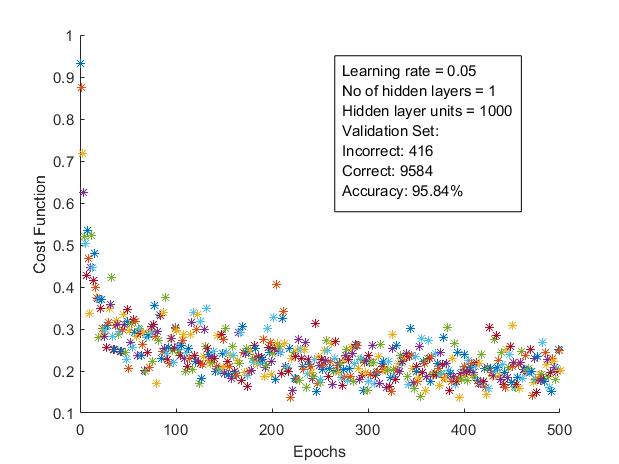 1
0.9
0.8
0.7
0.6
0.5
0.4
0.3
0.2
0.1
Cost Function
Learning rate = 0.05
No of hidden layers = 1
Hidden layer units = 1000
Validation Set:
Incorrect: 416
Correct: 9584
Accuracy: 95.84%
0 100 200 300 400 500
Epochs